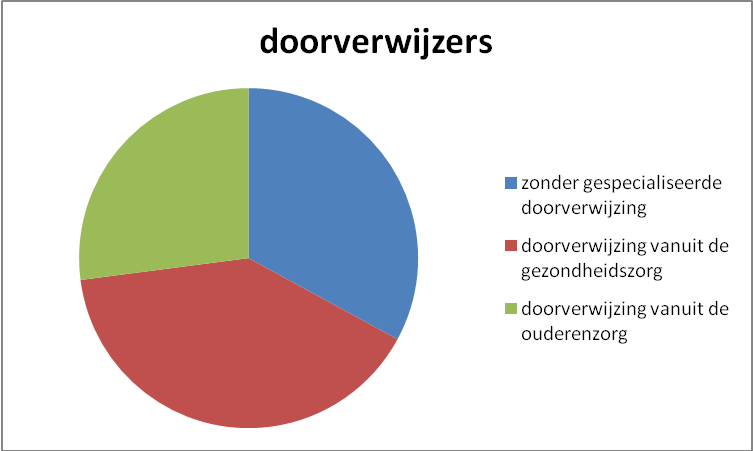 doorverwijzers
zonder gespecialiseerde
doorverwijzing
doorverwijzing vanuit de
gezondheidszorg
doorverwijzing vanuit de
ouderenzorg